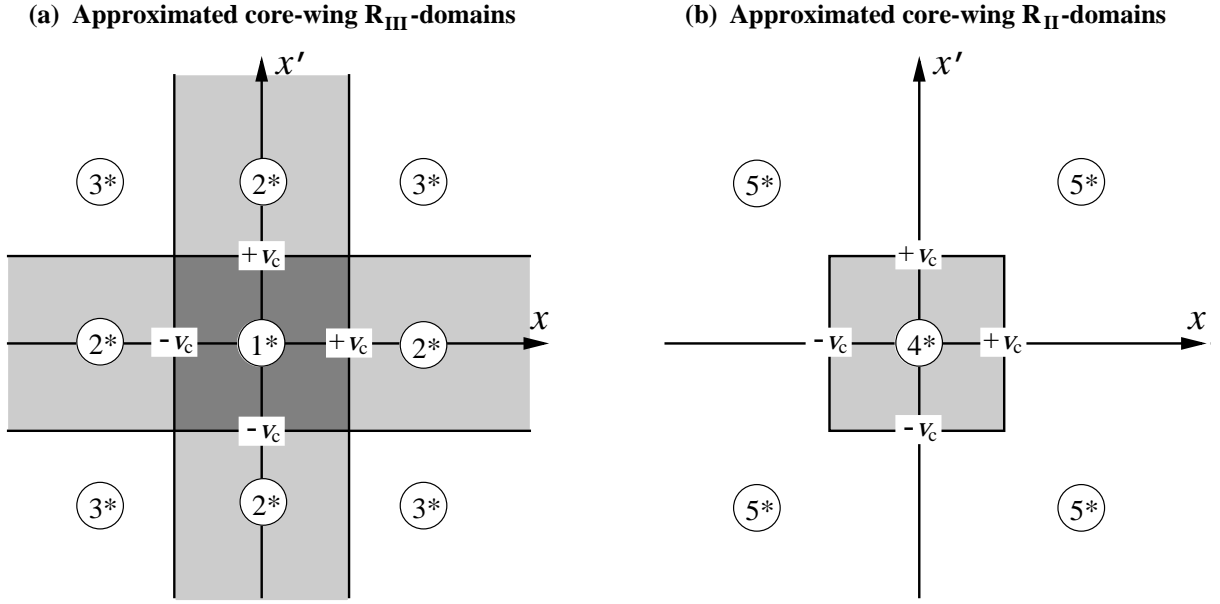 (a) Approximated core-wing R_III-domains
x′
3* 2* 3*
+v_c
x
2* -v_c 1* +v_c 2*
-v_c
3* 2* 3*
(b) Approximated core-wing R_II-domains
x′
5* 5*
+v_c
x
-v_c 4* +v_c
-v_c
5* 5*